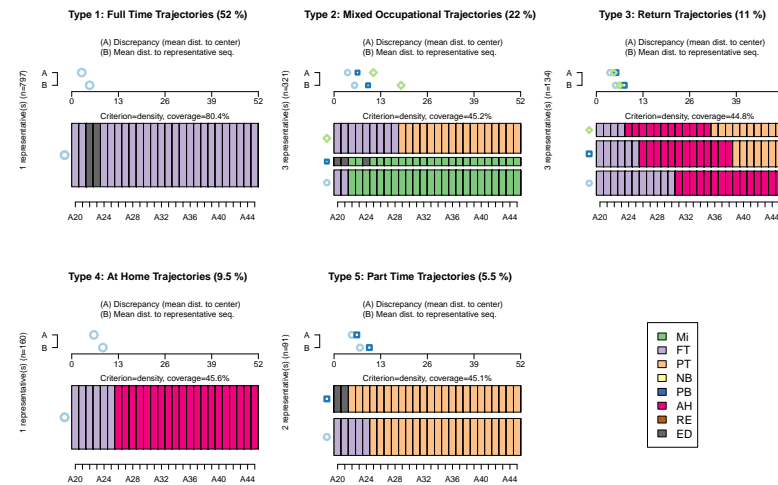 Type 1: Full Time Trajectories (52 %)
(A) Discrepancy (mean dist. to center)
(B) Mean dist. to representative seq.
1 representative(s) (n=797)
A
B
0 13 26 39 52
Criterion=density, coverage=80.4%
A20 A24 A28 A32 A36 A40 A44
Type 2: Mixed Occupational Trajectories (22 %)
(A) Discrepancy (mean dist. to center)
(B) Mean dist. to representative seq.
3 representative(s) (n=321)
A
B
0 13 26 39 52
Criterion=density, coverage=45.2%
A20 A24 A28 A32 A36 A40 A44
Type 3: Return Trajectories (11 %)
(A) Discrepancy (mean dist. to center)
(B) Mean dist. to representative seq.
3 representative(s) (n=134)
A
B
0 13 26 39
Criterion=density, coverage=44.8%
A20 A24 A28 A32 A36 A40 A44
Type 4: At Home Trajectories (9.5 %)
(A) Discrepancy (mean dist. to center)
(B) Mean dist. to representative seq.
1 representative(s) (n=160)
A
B
0 13 26 39 52
Criterion=density, coverage=45.6%
A20 A24 A28 A32 A36 A40 A44
Type 5: Part Time Trajectories (5.5 %)
(A) Discrepancy (mean dist. to center)
(B) Mean dist. to representative seq.
2 representative(s) (n=91)
A
B
0 13 26 39 52
Criterion=density, coverage=45.1%
A20 A24 A28 A32 A36 A40 A44
Mi
FT
PT
NB
PB
AH
RE
ED